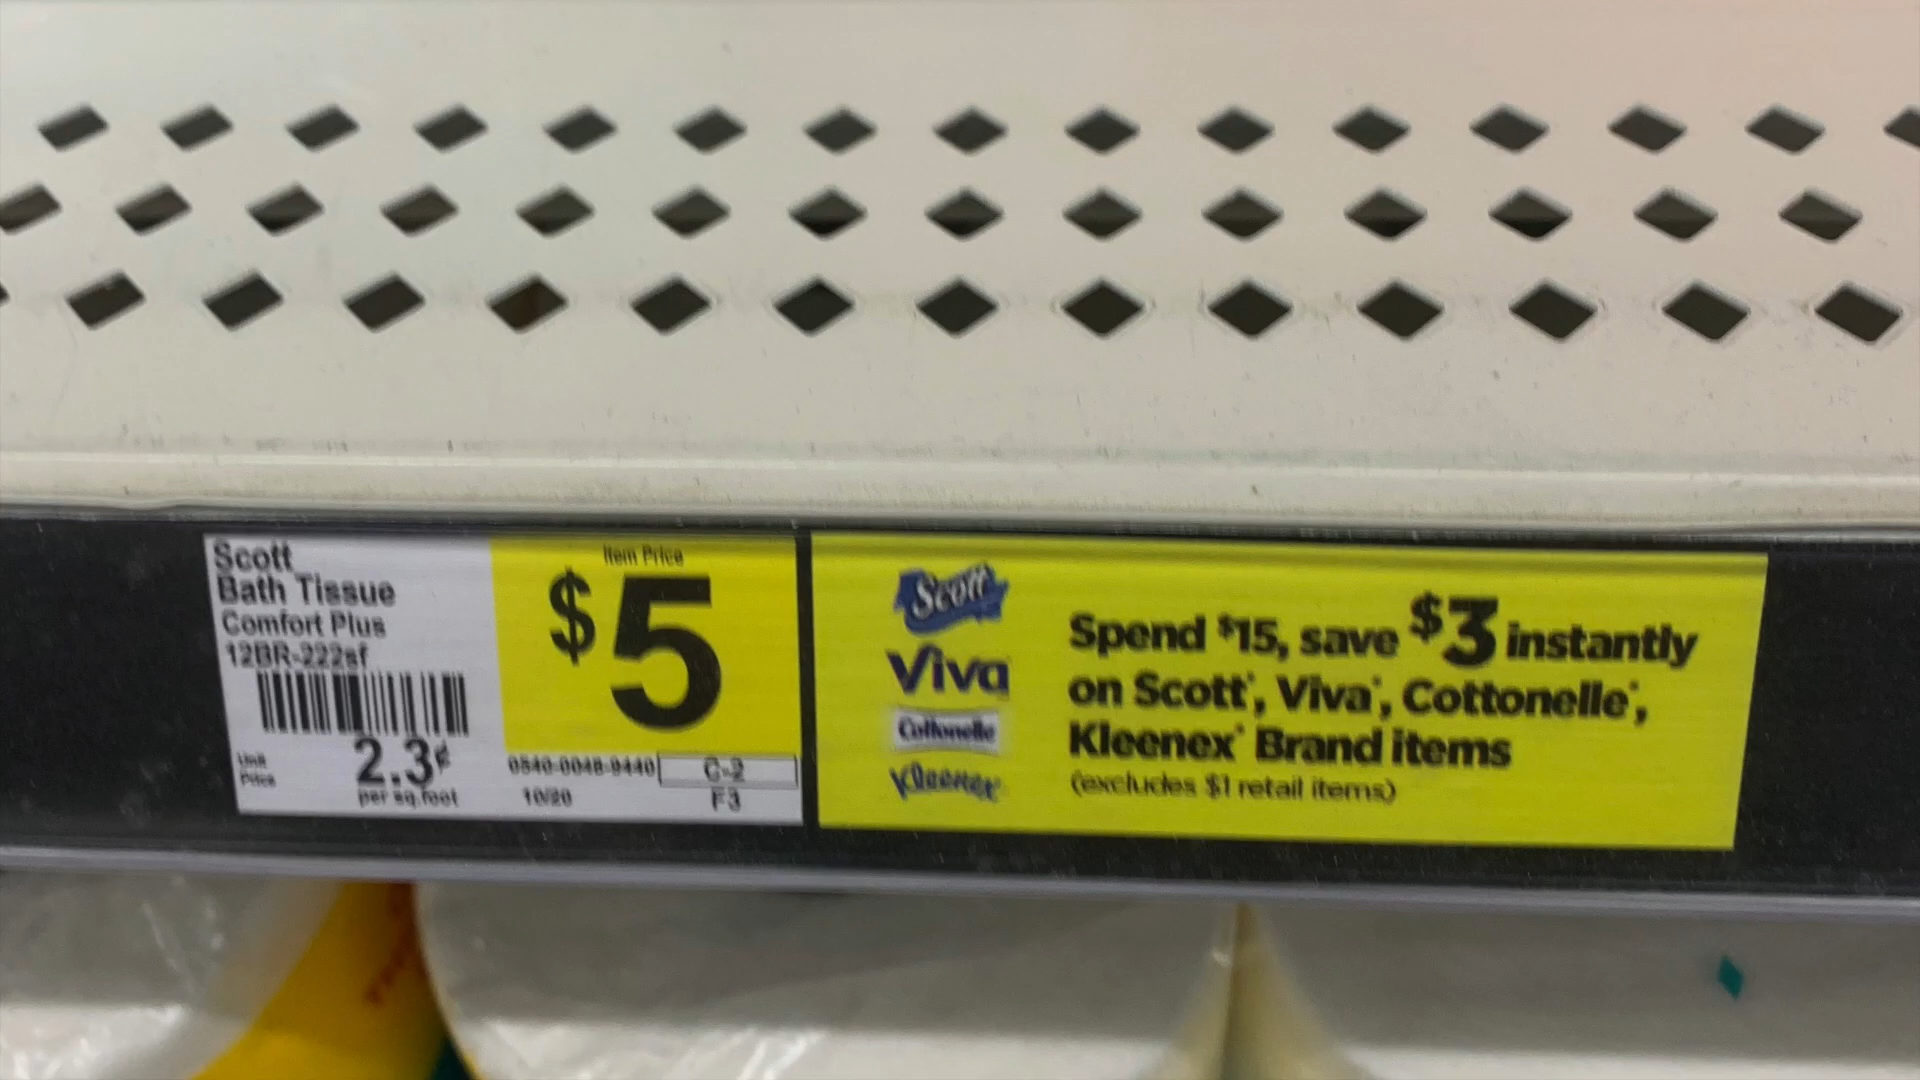 Scott
Bath Tissue
Comfort Plus
12BR-222sf
Unit
Price
2.3¢
per sq.foot
Item Price
$5
0540-0048-9440
C-2
10/20
F3
Scott
Viva
Cottonelle
Kleenex
Spend $15, save $3 instantly
on Scott®, Viva®, Cottonelle®,
Kleenex® Brand items
(excludes $1 retail items)